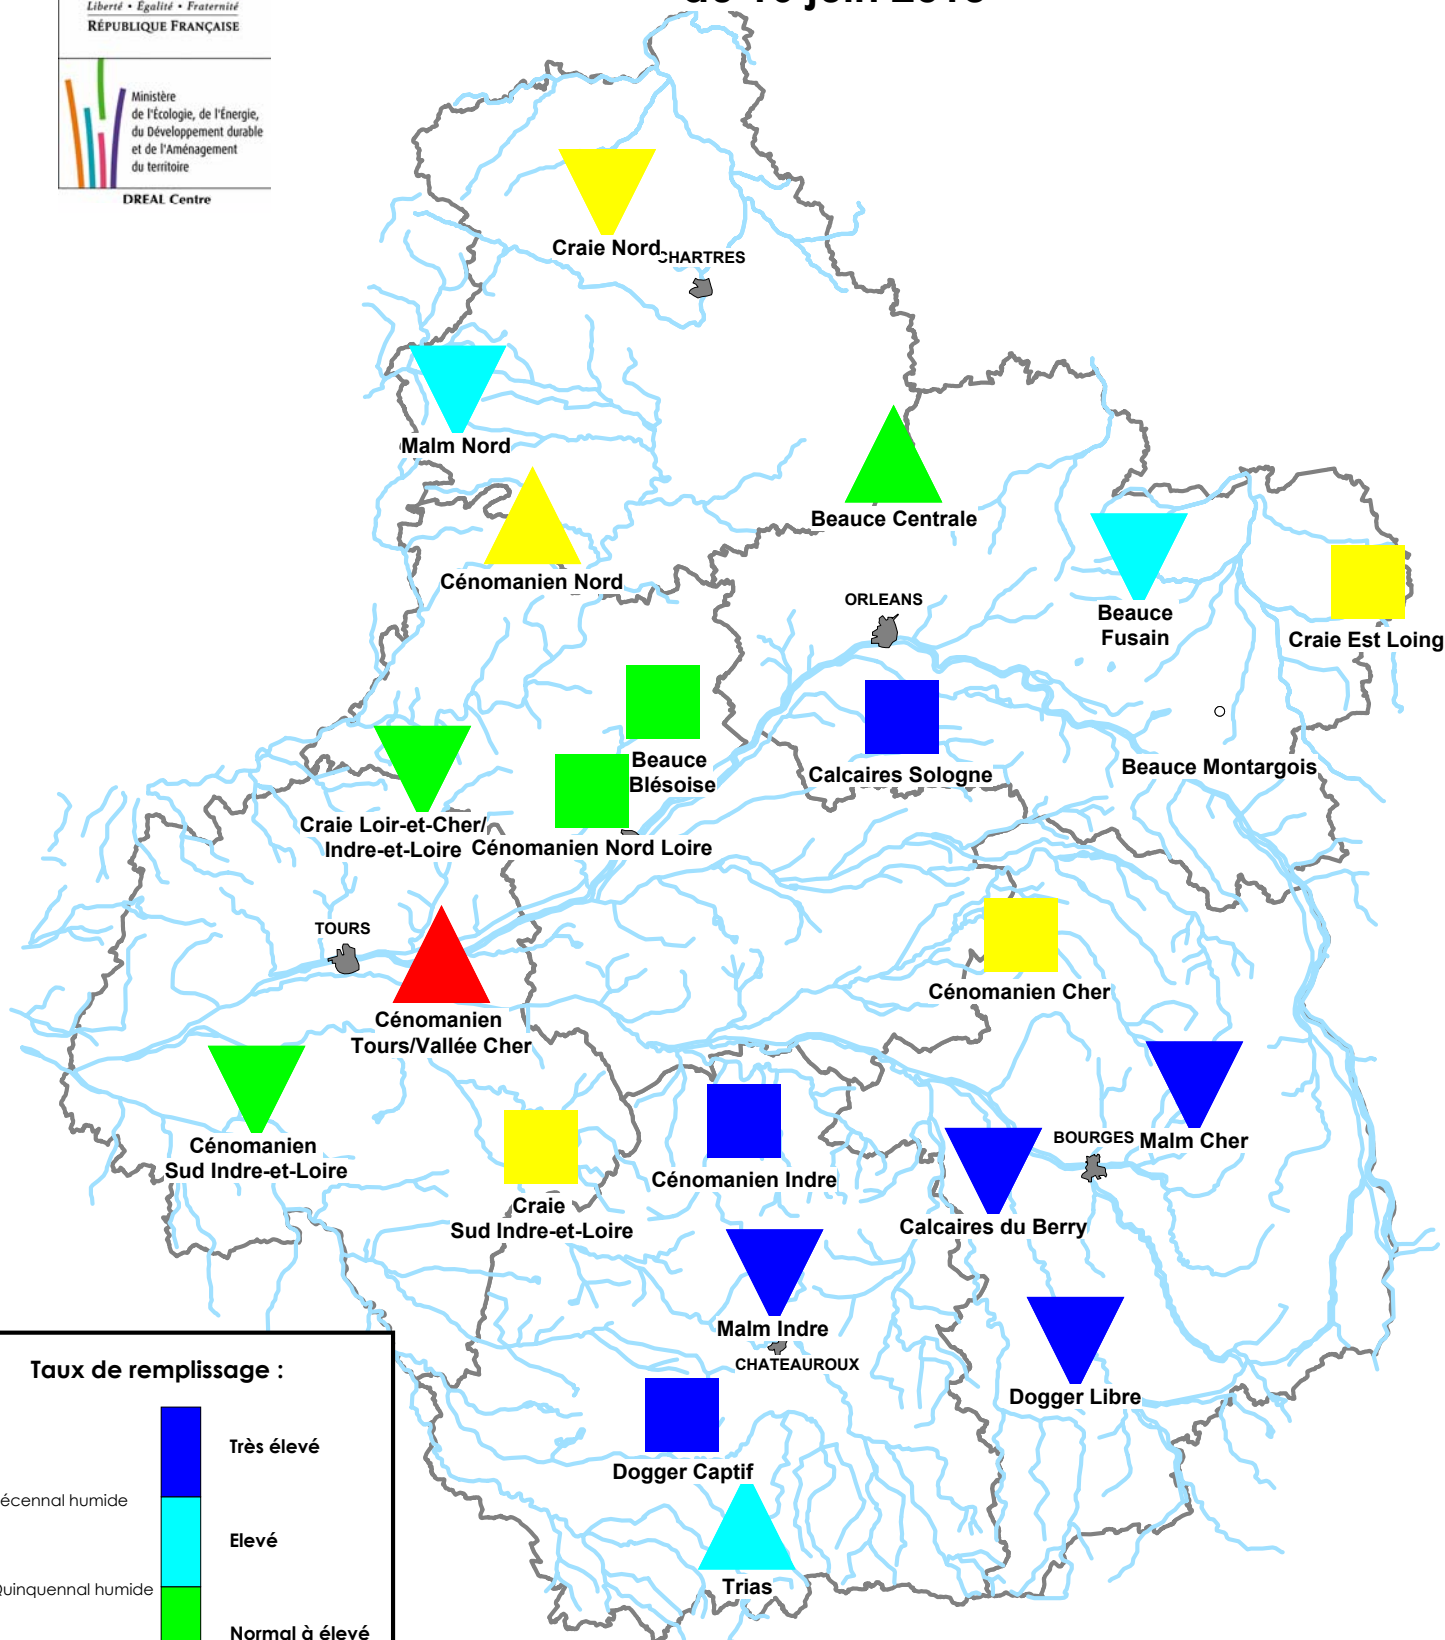 Liberté • Égalité • Fraternité
RÉPUBLIQUE FRANÇAISE
Ministère
de l'Écologie, de l'Énergie,
du Développement durable
et de l'Aménagement
du territoire
DREAL Centre
Craie Nord
CHARTRES
Malm Nord
Beauce Centrale
Cénomanien Nord
ORLEANS
Beauce
Fusain
Craie Est Loing
Beauce
Blésoise
Calcaires Sologne
Beauce Montargois
Craie Loir-et-Cher/
Indre-et-Loire
Cénomanien Nord Loire
TOURS
Cénomanien Cher
Cénomanien
Tours/Vallée Cher
Cénomanien
Sud Indre-et-Loire
BOURGES
Malm Cher
Cénomanien Indre
Craie
Sud Indre-et-Loire
Calcaires du Berry
Malm Indre
CHATEAUROUX
Dogger Libre
Dogger Captif
Trias
Taux de remplissage :
Très élevé
écennal humide
Elevé
Quinquennal humide
Normal à élevé